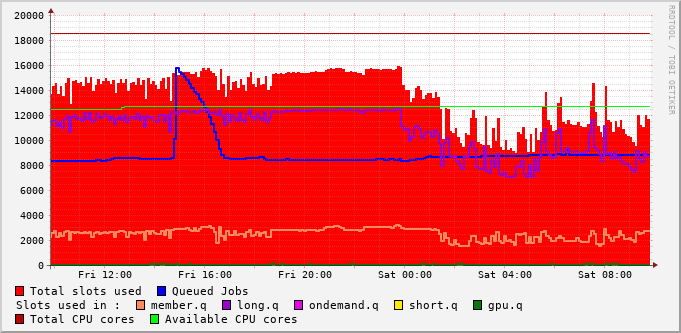 20000
18000
16000
14000
12000
10000
8000
6000
4000
2000
0
Fri 12:00 Fri 16:00 Fri 20:00 Sat 00:00 Sat 04:00 Sat 08:00
RRDTOOL / TOBI OETIKER
Total slots used Queued Jobs
Slots used in : member.q long.q ondemand.q short.q gpu.q
Total CPU cores Available CPU cores